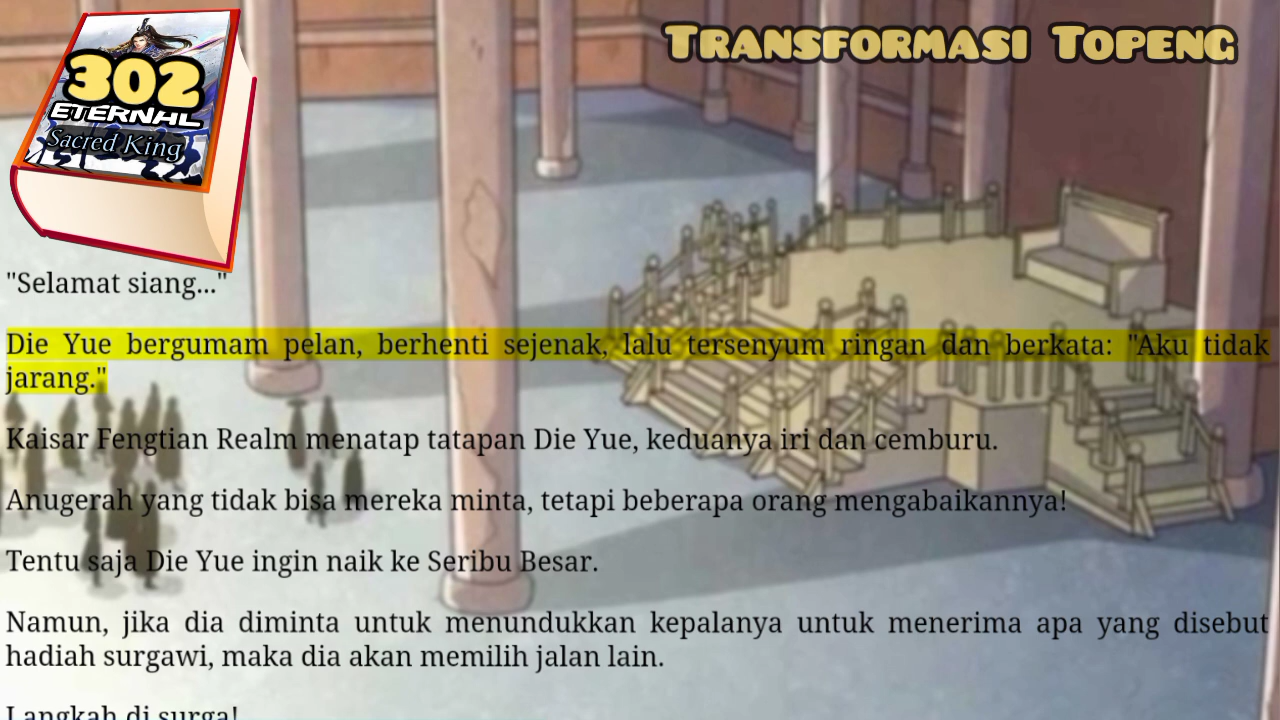 Transformasi Topeng
302
ETERNAL
Sacred King
"Selamat siang..."
Die Yue bergumam pelan, berhenti sejenak, lalu tersenyum ringan dan berkata: "Aku tidak
jarang."
Kaisar Fengtian Realm menatap tatapan Die Yue, keduanya iri dan cemburu.
Anugerah yang tidak bisa mereka minta, tetapi beberapa orang mengabaikannya!
Tentu saja Die Yue ingin naik ke Seribu Besar.
Namun, jika dia diminta untuk menundukkan kepalanya untuk menerima apa yang disebut
hadiah surgawi, maka dia akan memilih jalan lain.
Langkah di surga!